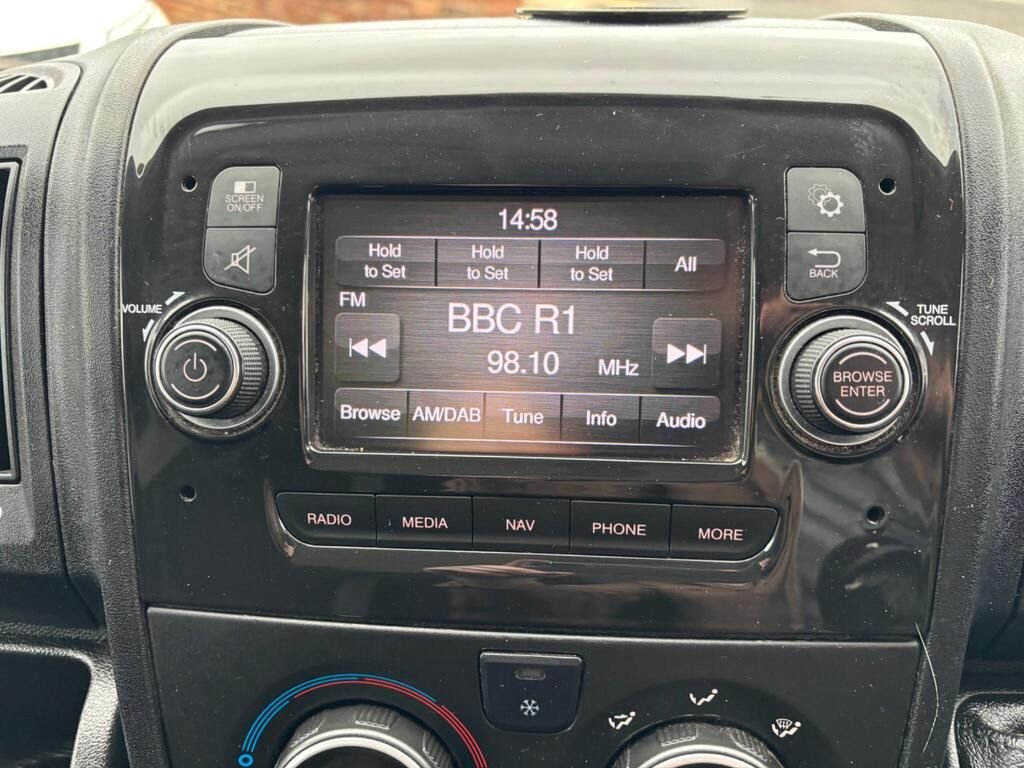 SCREEN
ON/OFF
VOLUME
14:58
Hold
to Set
Hold
to Set
Hold
to Set
All
FM
BBC R1
98.10 MHz
Browse
AM/DAB
Tune
Info
Audio
BACK
TUNE
SCROLL
BROWSE
ENTER
RADIO
MEDIA
NAV
PHONE
MORE